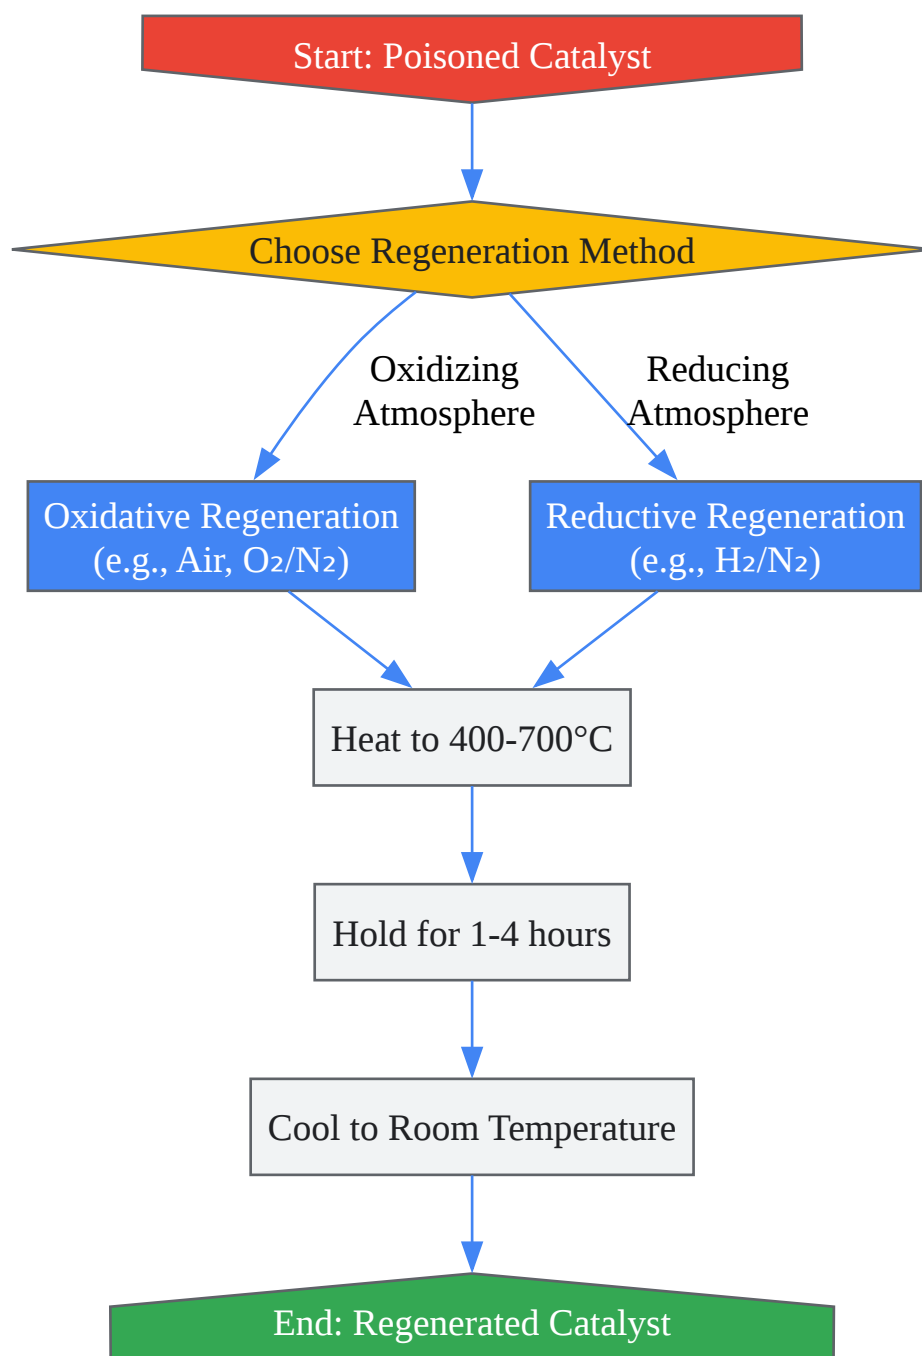 Start: Poisoned Catalyst
Choose Regeneration Method
Oxidizing
Atmosphere
Reducing
Atmosphere
Oxidative Regeneration
(e.g., Air, O₂/N₂)
Reductive Regeneration
(e.g., H₂/N₂)
Heat to 400-700°C
Hold for 1-4 hours
Cool to Room Temperature
End: Regenerated Catalyst